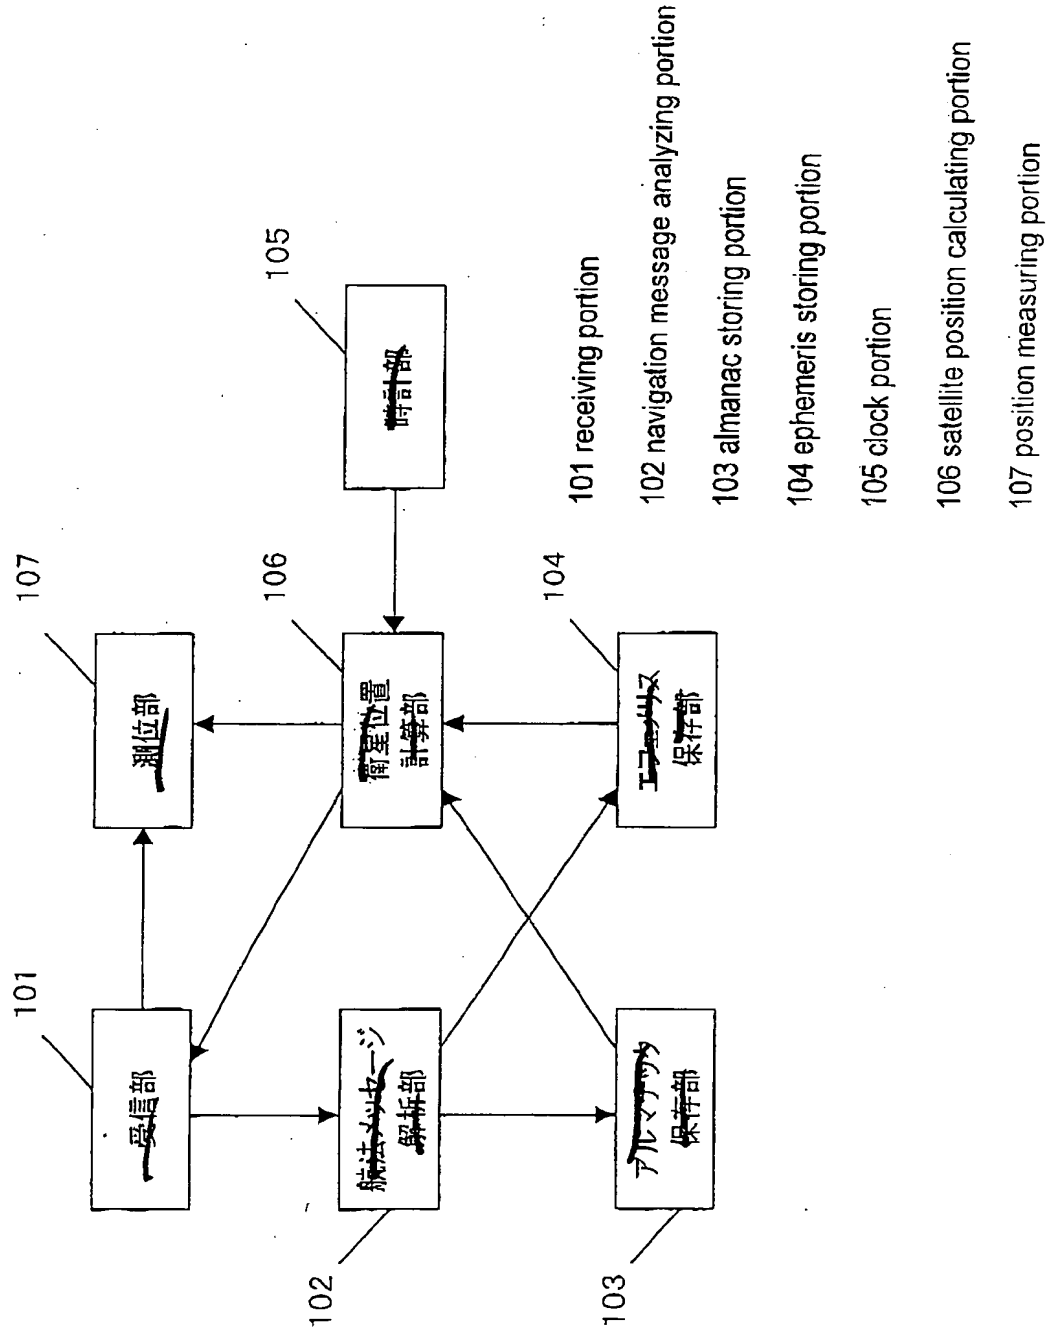 101
受信部
107
測位部
102
航法メッセージ
解析部
106
衛星位置
計算部
105
時計部
103
アルマナック
保存部
104
エフェメリス
保存部
101 receiving portion
102 navigation message analyzing portion
103 almanac storing portion
104 ephemeris storing portion
105 clock portion
106 satellite position calculating portion
107 position measuring portion